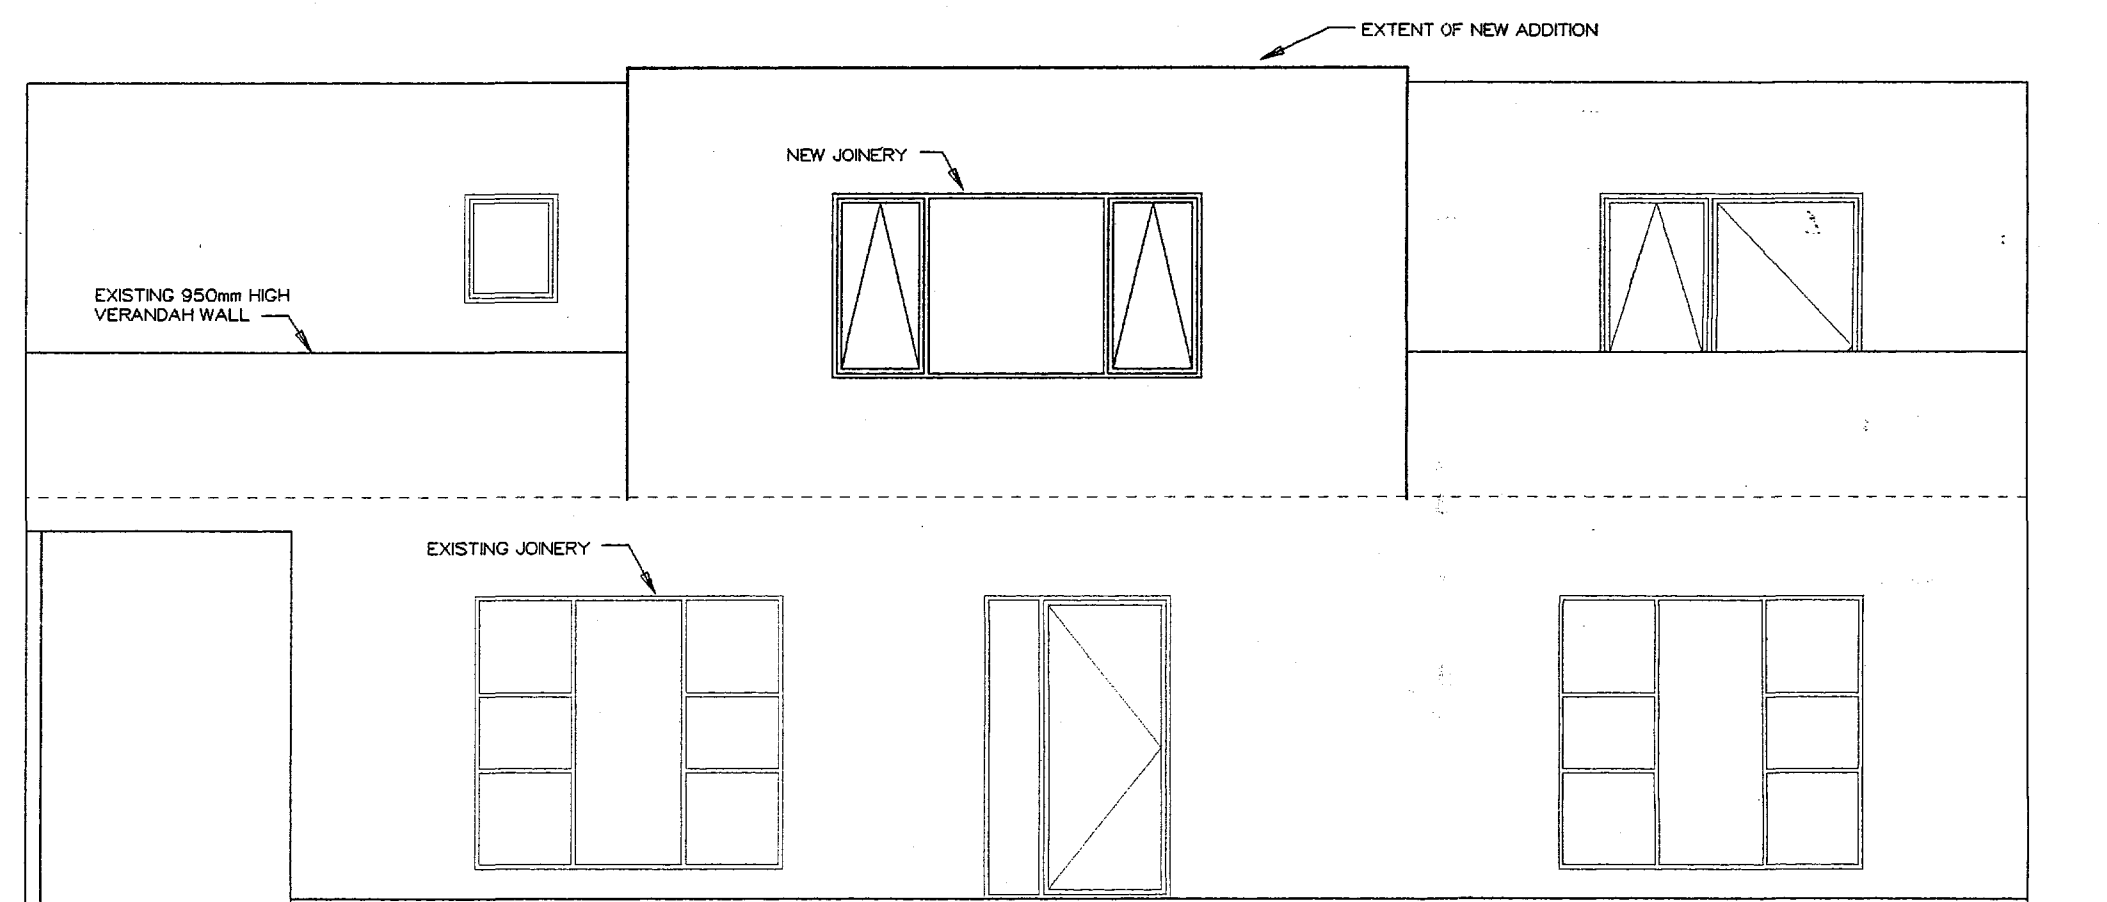 EXTENT OF NEW ADDITION
NEW JOINERY
EXISTING 950mm HIGH
VERANDAH WALL
EXISTING JOINERY